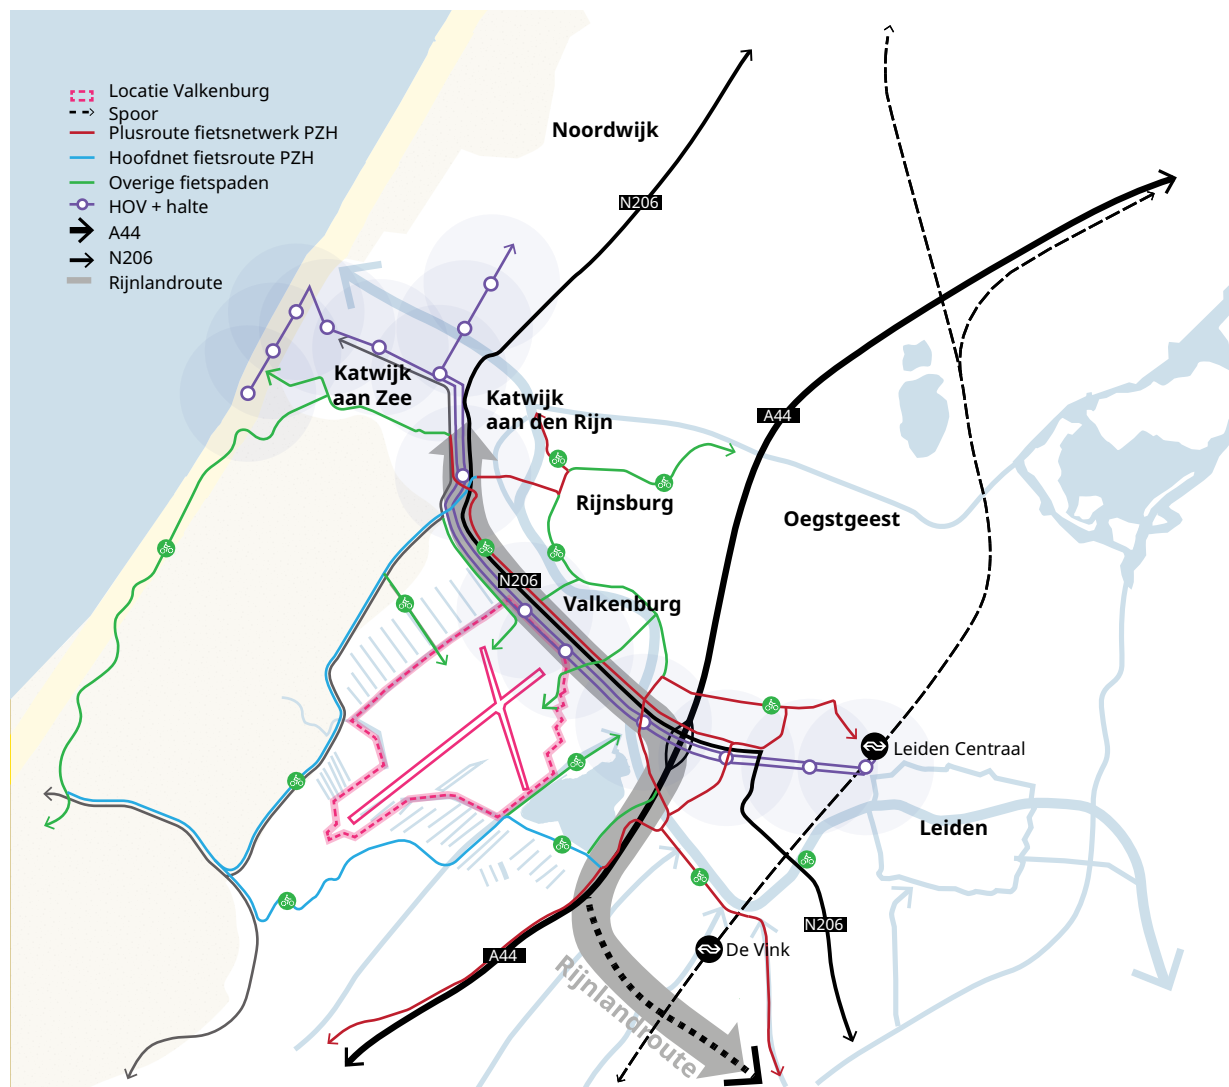 Locatie Valkenburg
Spoor
Plusroute fietsnetwerk PZH
Hoofdnet fietsroute PZH
Overige fietspaden
HOV + halte
A44
N206
Rijnlandroute
Noordwijk
N206
Katwijk
aan Zee
Katwijk
aan den Rijn
A44
Rijnsburg
Oegstgeest
N206
Valkenburg
Leiden Centraal
Leiden
N206
De Vink
A44
Rijnlandroute